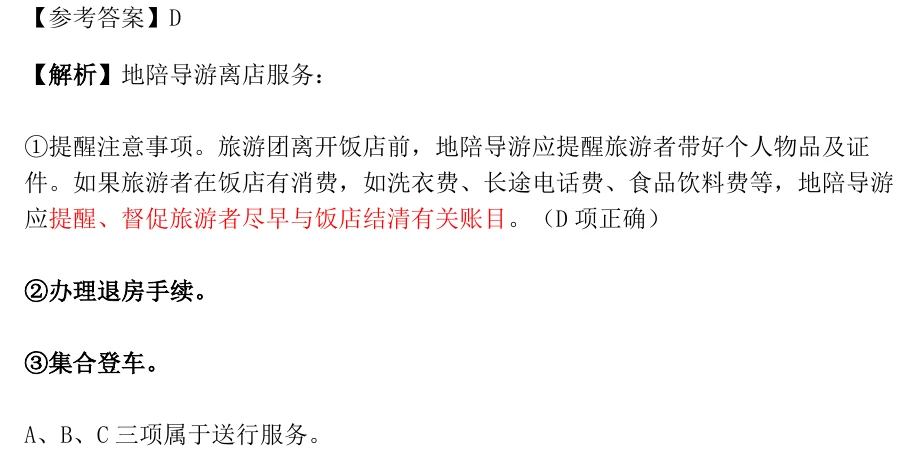 【参考答案】D
【解析】地陪导游离店服务：
①提醒注意事项。旅游团离开饭店前，地陪导游应提醒旅游者带好个人物品及证
件。如果旅游者在饭店有消费，如洗衣费、长途电话费、食品饮料费等，地陪导游
应提醒、督促旅游者尽早与饭店结清有关账目。（D 项正确）
②办理退房手续。
③集合登车。
A、B、C 三项属于送行服务。